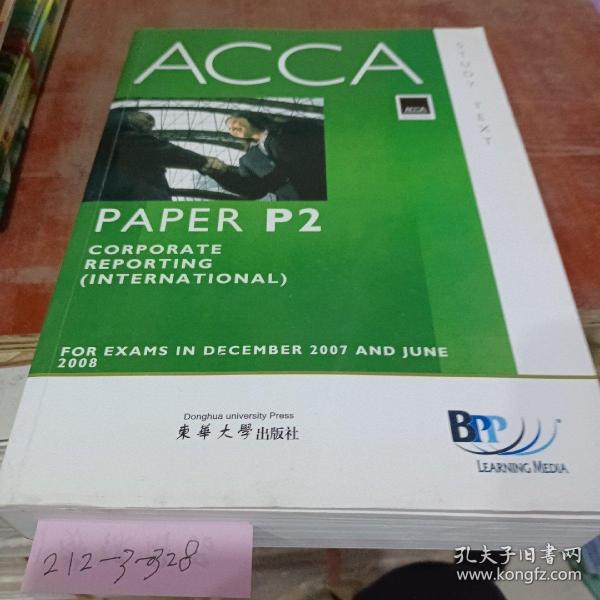 ACCA
STUDY TEXT
ACCA
PAPER P2
CORPORATE
REPORTING
(INTERNATIONAL)
FOR EXAMS IN DECEMBER 2007 AND JUNE
2008
Donghua university Press
東華大學出版社
BPP
LEARNING MEDIA
212-3-328
孔夫子旧书网
www.kongfz.com